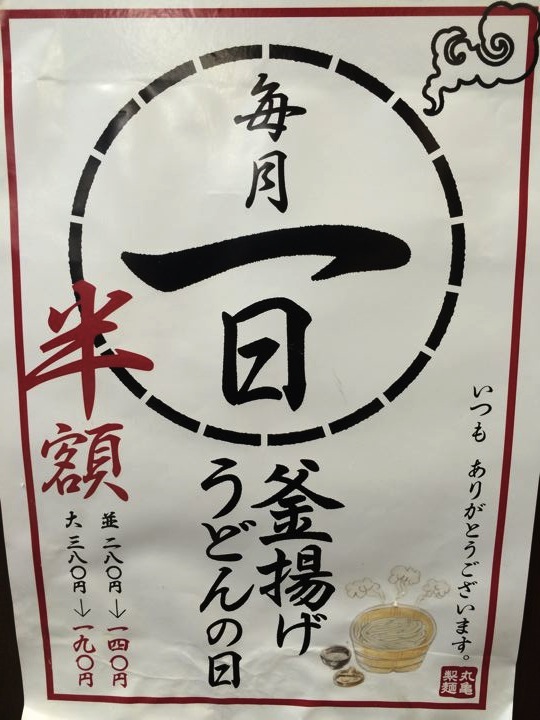 毎月
一
日
半額
釜揚げ
うどんの日
いつも ありがとうございます。
並 二八〇円→一四〇円
大 三八〇円→一九〇円
丸亀
製麺